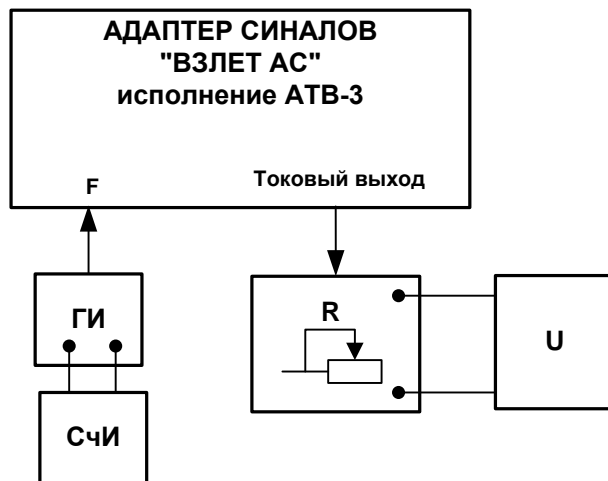 АДАПТЕР СИНАЛОВ
"ВЗЛЕТ АС"
исполнение АТВ-3
F
Токовый выход
ГИ
R
U
СчИ